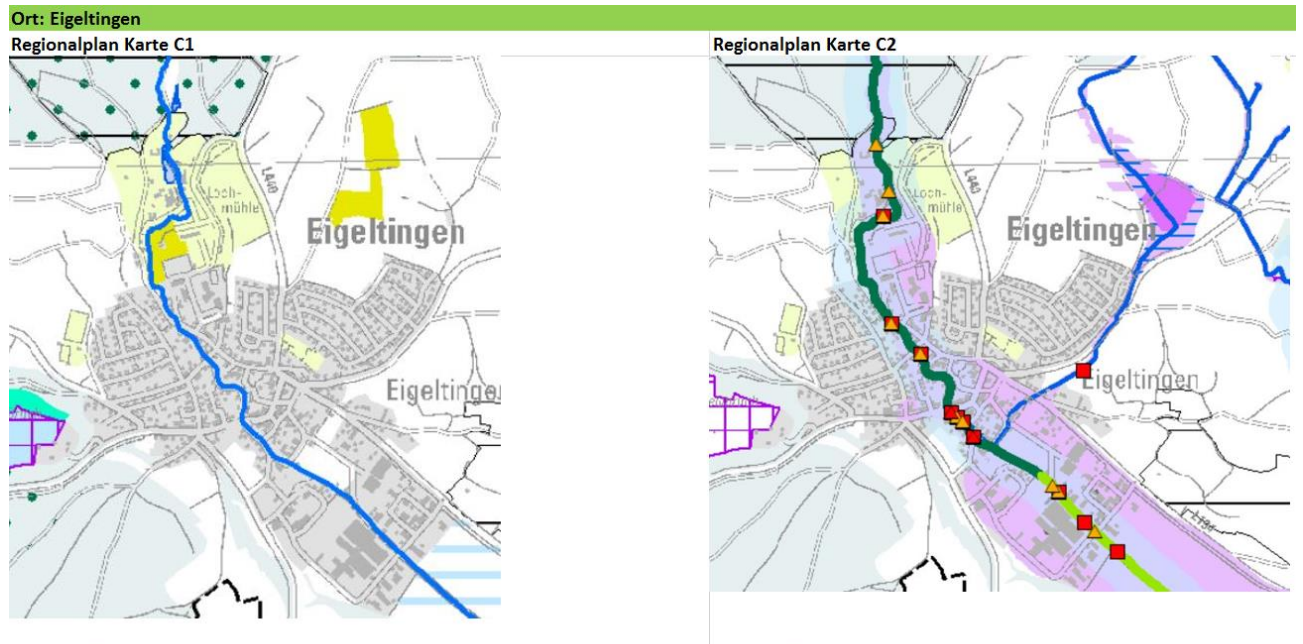 Ort: Eigeltingen
Regionalplan Karte C1
Regionalplan Karte C2
L440
Loch-
mühle
Eigeltingen
Eigeltingen
L440
Loch-
mühle
Eigeltingen
Eigeltingen